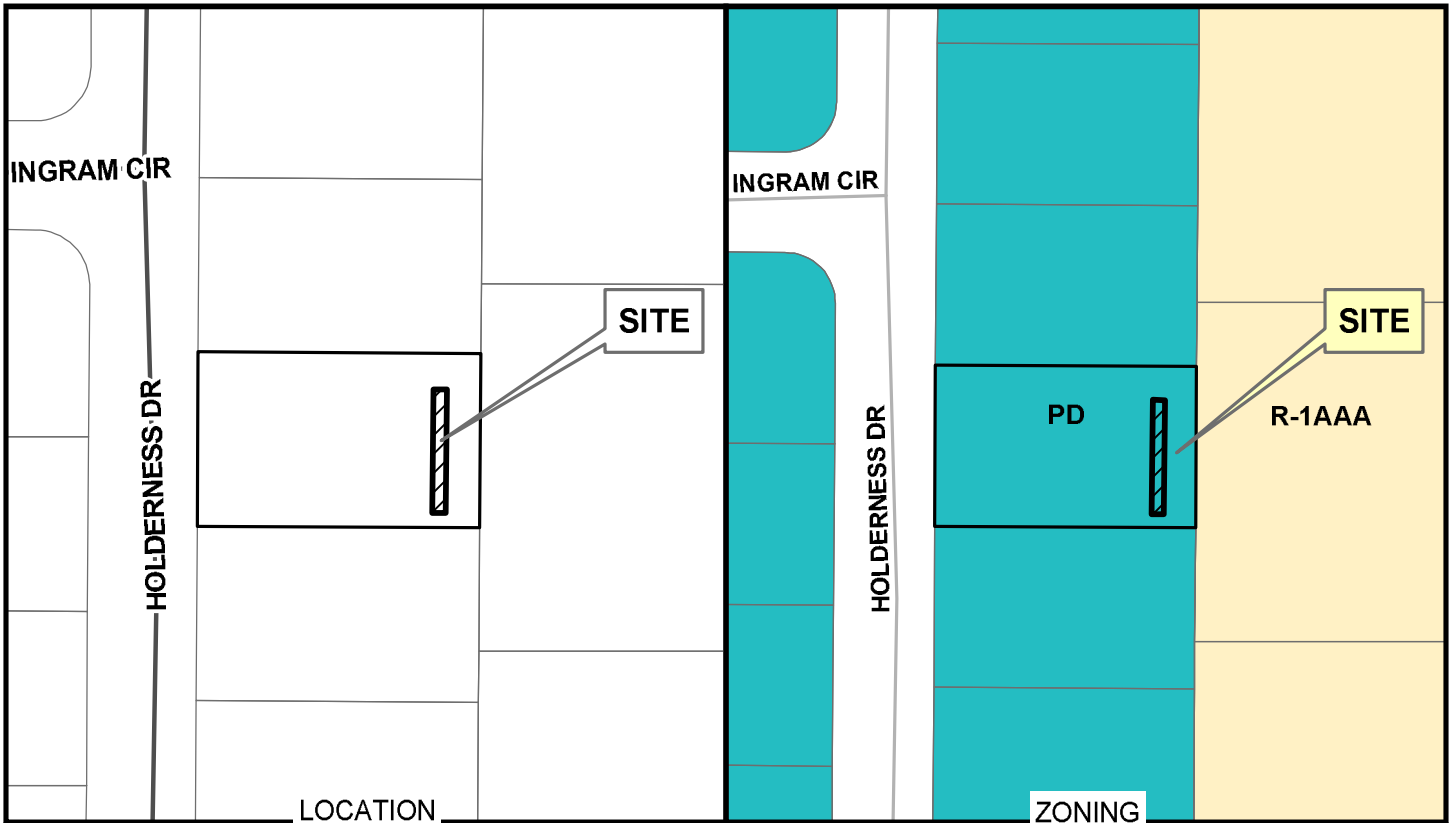 INGRAM CIR
SITE
HOLDERNESS DR
LOCATION
INGRAM CIR
SITE
PD
R-1AAA
HOLDERNESS DR
ZONING